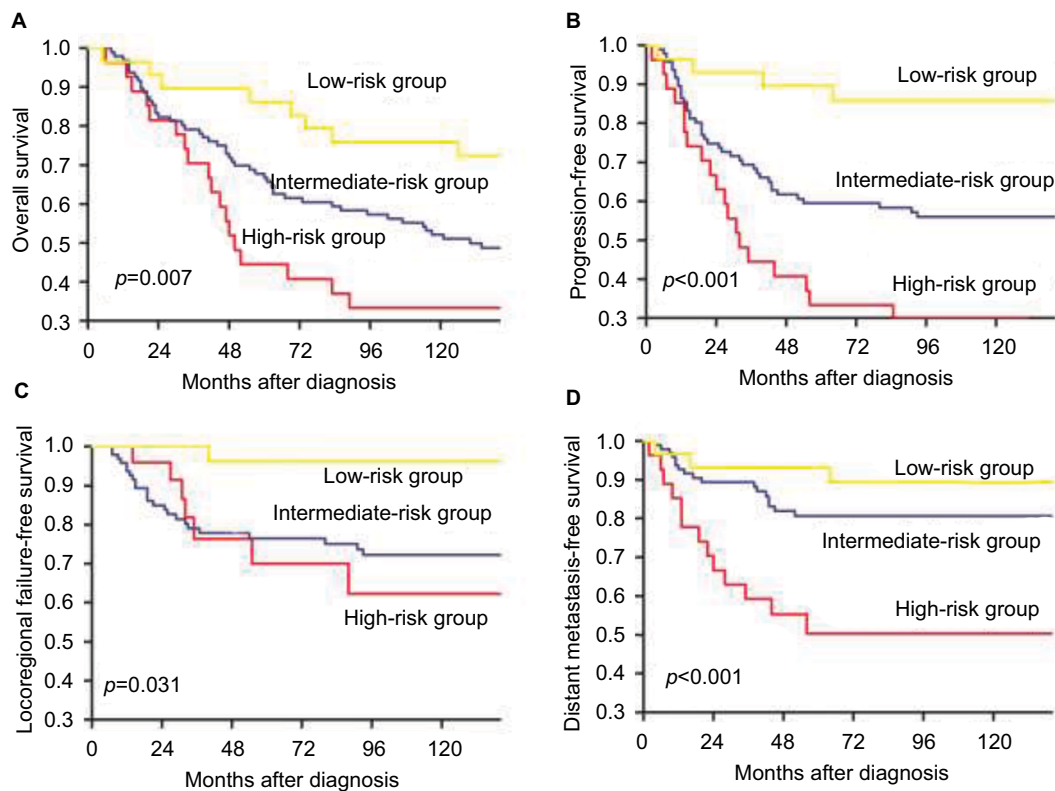 A
Overall survival
1.0
0.9
0.8
0.7
0.6
0.5
0.4
0.3
Low-risk group
Intermediate-risk group
High-risk group
p=0.007
0 24 48 72 96 120
Months after diagnosis
B
Progression-free survival
1.0
0.9
0.8
0.7
0.6
0.5
0.4
0.3
Low-risk group
Intermediate-risk group
High-risk group
p<0.001
0 24 48 72 96 120
Months after diagnosis
C
Locoregional failure-free survival
1.0
0.9
0.8
0.7
0.6
0.5
0.4
0.3
Low-risk group
Intermediate-risk group
High-risk group
p=0.031
0 24 48 72 96 120
Months after diagnosis
D
Distant metastasis-free survival
1.0
0.9
0.8
0.7
0.6
0.5
0.4
0.3
Low-risk group
Intermediate-risk group
High-risk group
p<0.001
0 24 48 72 96 120
Months after diagnosis